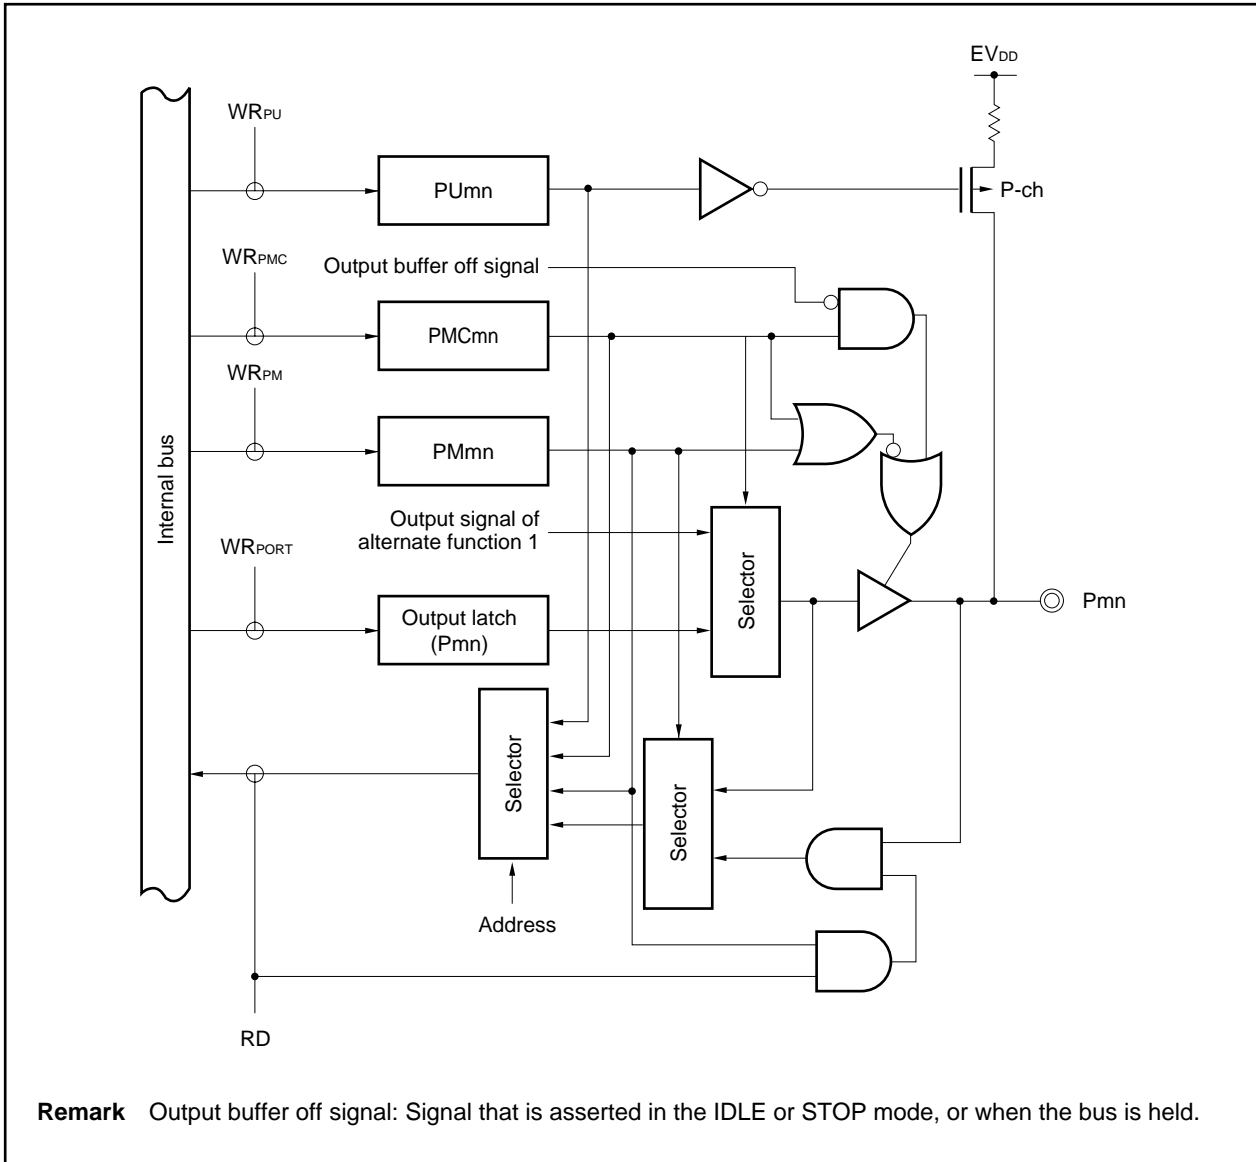 EVDD
WRPU
PUmn
P-ch
Output buffer off signal
WRPMC
PMCmn
WRPM
PMmn
Internal bus
Output signal of
alternate function 1
WRPORT
Output latch
(Pmn)
Selector
Pmn
Selector
Selector
Address
RD
Remark Output buffer off signal: Signal that is asserted in the IDLE or STOP mode, or when the bus is held.